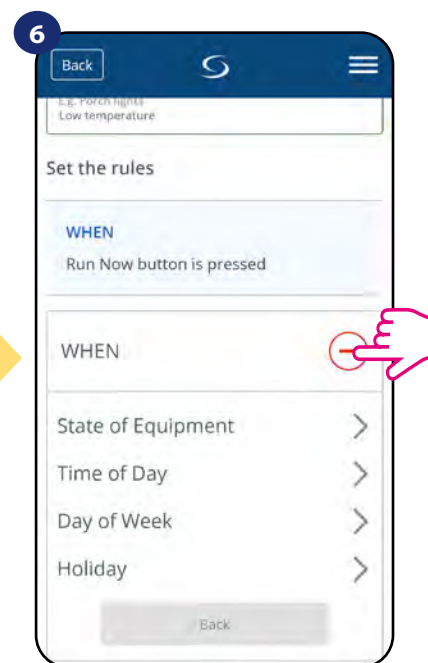 6
Back
E.g. Porch lights
Low temperature
Set the rules
WHEN
Run Now button is pressed
WHEN
State of Equipment
Time of Day
Day of Week
Holiday
Back